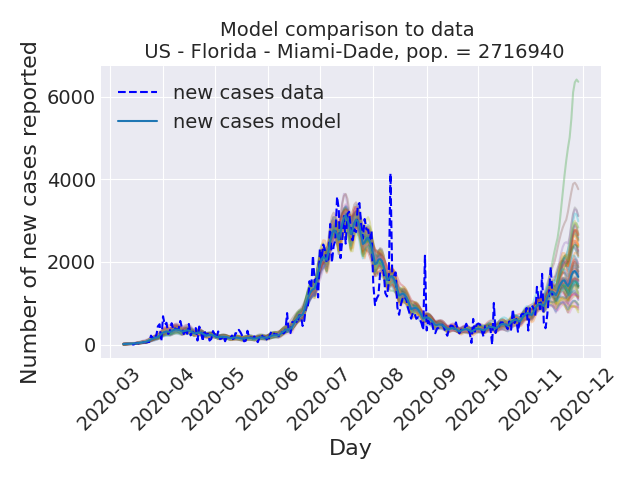 Model comparison to data
US - Florida - Miami-Dade, pop. = 2716940
Number of new cases reported
6000
4000
2000
0
new cases data
new cases model
2020-03
2020-04
2020-05
2020-06
2020-07
2020-08
2020-09
2020-10
2020-11
2020-12
Day